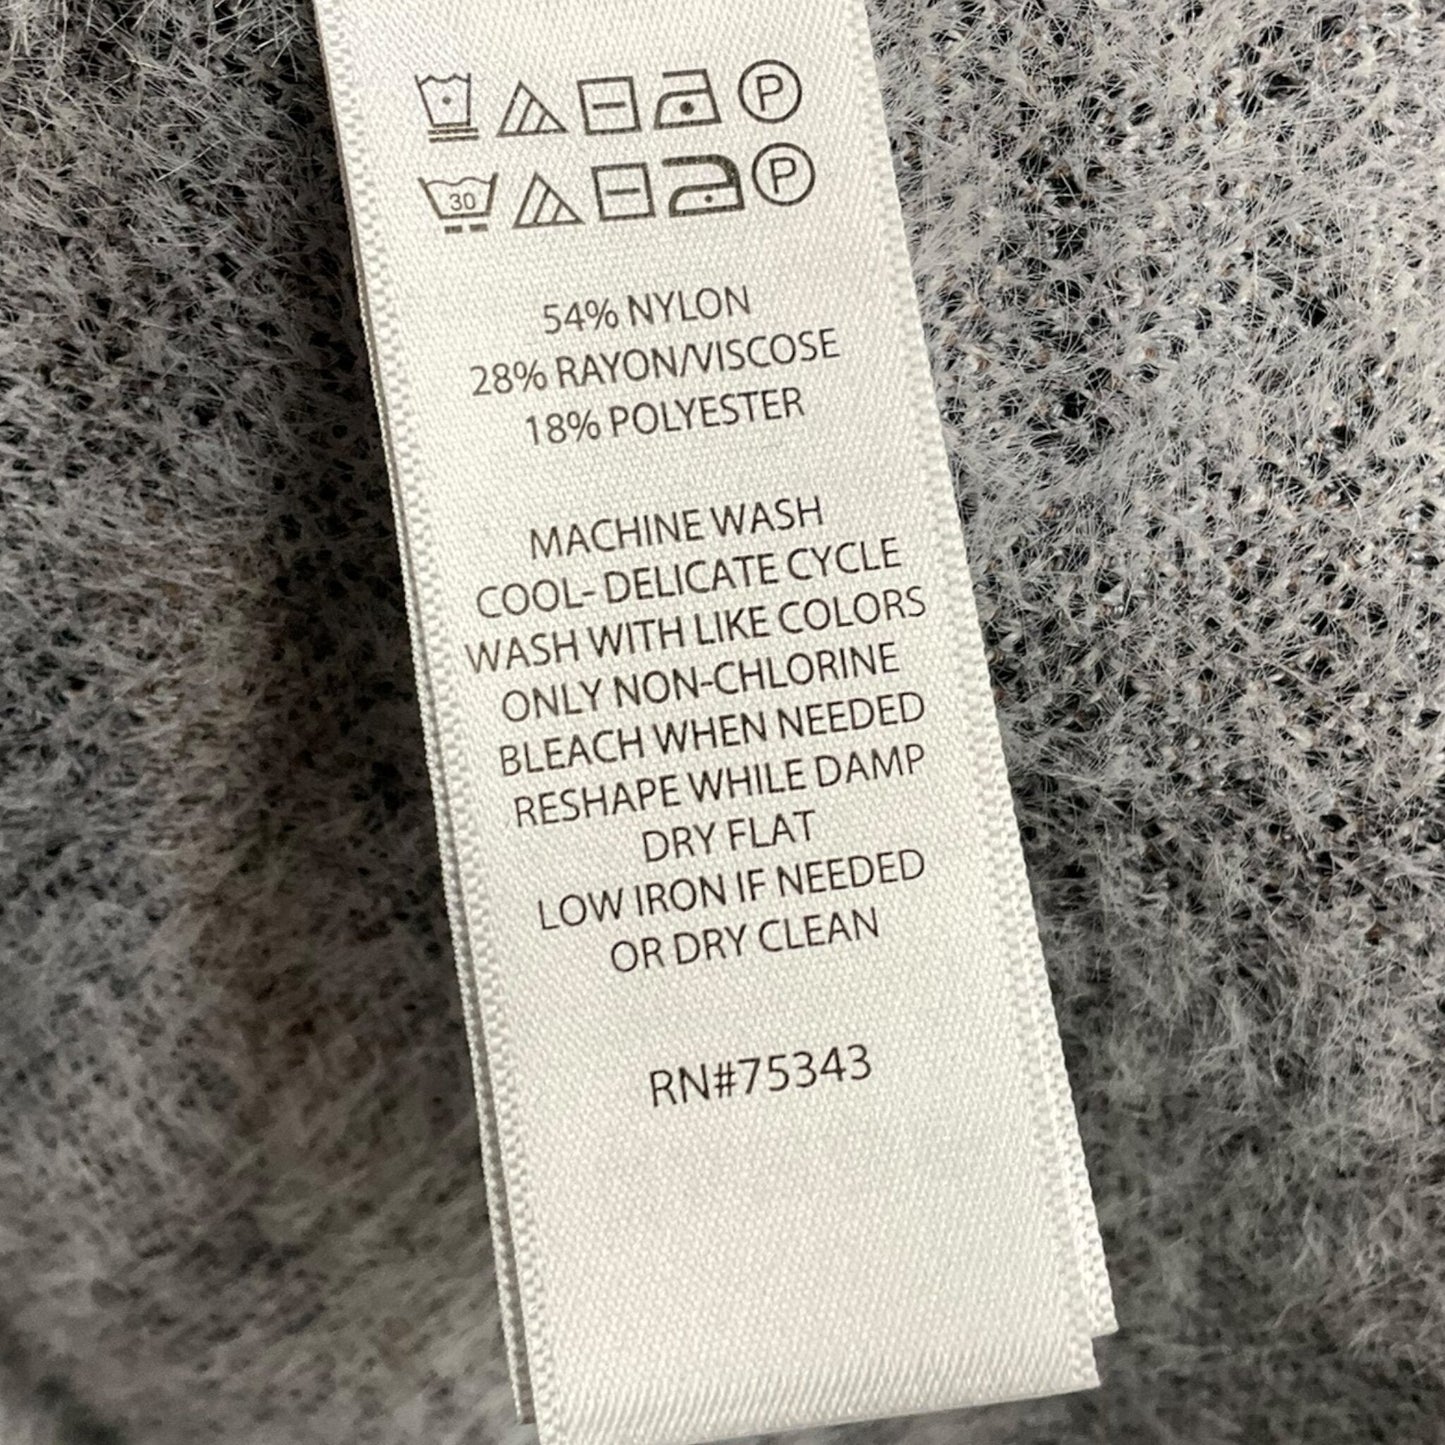 P
30 P
54% NYLON
28% RAYON/VISCOSE
18% POLYESTER
MACHINE WASH
COOL- DELICATE CYCLE
WASH WITH LIKE COLORS
ONLY NON-CHLORINE
BLEACH WHEN NEEDED
RESHAPE WHILE DAMP
DRY FLAT
LOW IRON IF NEEDED
OR DRY CLEAN
RN#75343